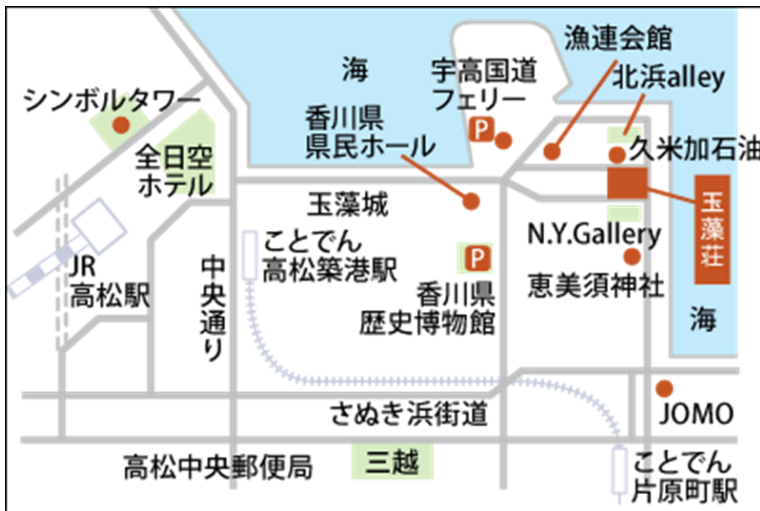 海
漁連会館
宇高国道
フェリー
北浜alley
シンボルタワー
香川県
県民ホール
P
久米加石油
全日空
ホテル
玉藻荘
玉藻城
ことでん
高松築港駅
N.Y.Gallery
JR
高松駅
中央通り
P
恵美須神社
香川県
歴史博物館
海
さぬき浜街道
JOMO
高松中央郵便局
三越
ことでん
片原町駅